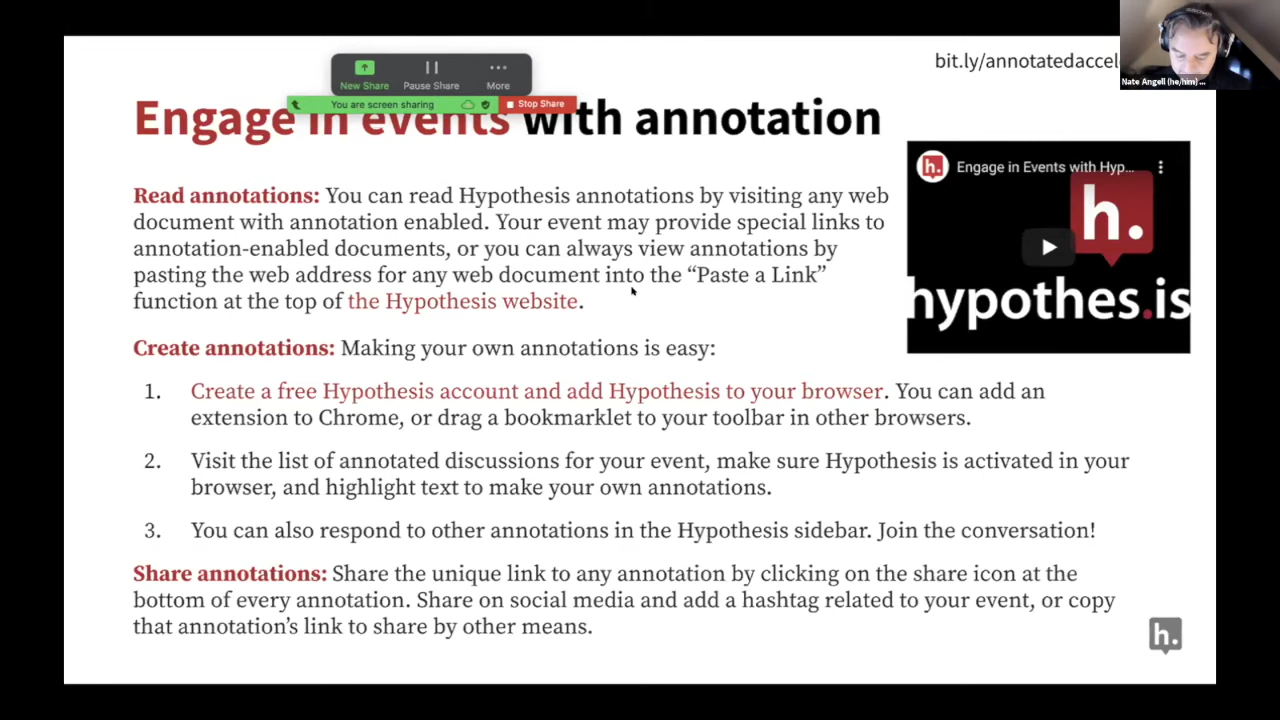 bit.ly/annotatedaccel
Nate Angell (he/him) ...
New Share
Pause Share
More
You are screen sharing
Stop Share
Engage in events with annotation
Engage in Events with Hyp...
h.
hypothes.is
Read annotations: You can read Hypothesis annotations by visiting any web
document with annotation enabled. Your event may provide special links to
annotation-enabled documents, or you can always view annotations by
pasting the web address for any web document into the “Paste a Link”
function at the top of the Hypothesis website.
Create annotations: Making your own annotations is easy:
1. Create a free Hypothesis account and add Hypothesis to your browser. You can add an
extension to Chrome, or drag a bookmarklet to your toolbar in other browsers.
2. Visit the list of annotated discussions for your event, make sure Hypothesis is activated in your
browser, and highlight text to make your own annotations.
3. You can also respond to other annotations in the Hypothesis sidebar. Join the conversation!
Share annotations: Share the unique link to any annotation by clicking on the share icon at the
bottom of every annotation. Share on social media and add a hashtag related to your event, or copy
that annotation’s link to share by other means.
h.